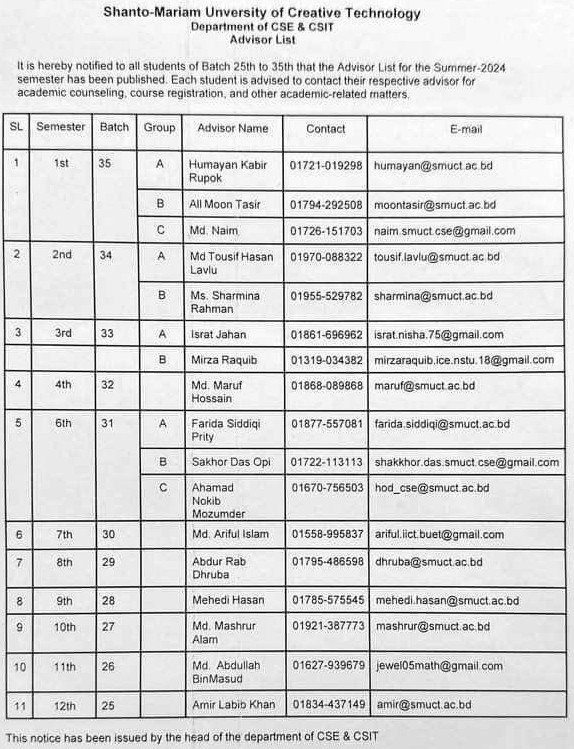 Shanto-Mariam Unversity of Creative Technology
Department of CSE & CSIT
Advisor List
It is hereby notified to all students of Batch 25th to 35th that the Advisor List for the Summer-2024
semester has been published. Each student is advised to contact their respective advisor for
academic counseling, course registration, and other academic-related matters.
SL Semester Batch Group Advisor Name Contact E-mail
1 1st 35 A Humayan Kabir 01721-019298 humayan@smuct.ac.bd
Rupok
B All Moon Tasir 01794-292508 moontasir@smuct.ac.bd
C Md. Naim 01726-151703 naim.smuct.cse@gmail.com
2 2nd 34 A Md Tousif Hasan 01970-088322 tousif.lavlu@smuct.ac.bd
Lavlu
B Ms. Sharmina 01955-529782 sharmina@smuct.ac.bd
Rahman
3 3rd 33 A Israt Jahan 01861-696962 israt.nisha.75@gmail.com
B Mirza Raquib 01319-034382 mirzaraquib.ice.nstu.18@gmail.com
4 4th 32 Md. Maruf 01868-089868 maruf@smuct.ac.bd
Hossain
5 6th 31 A Farida Siddiqi 01877-557081 farida.siddiqi@smuct.ac.bd
Prity
B Sakhor Das Opi 01722-113113 shakkhor.das.smuct.cse@gmail.com
C Ahamad 01670-756503 hod_cse@smuct.ac.bd
Nokib
Mozumder
6 7th 30 Md. Ariful Islam 01558-995837 ariful.iict.buet@gmail.com
7 8th 29 Abdur Rab 01795-486598 dhruba@smuct.ac.bd
Dhruba
8 9th 28 Mehedi Hasan 01785-575545 mehedi.hasan@smuct.ac.bd
9 10th 27 Md. Mashrur 01921-387773 mashrur@smuct.ac.bd
Alam
10 11th 26 Md. Abdullah 01627-939679 jewel05math@gmail.com
BinMasud
11 12th 25 Amir Labib Khan 01834-437149 amir@smuct.ac.bd
This notice has been issued by the head of the department of CSE & CSIT